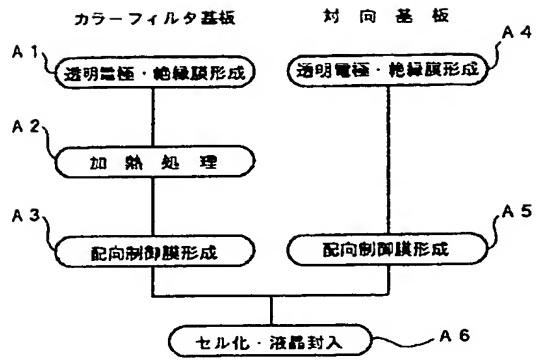 カラーフィルタ基板
対 向 基 板
A1
透明電極・絶縁膜形成
A4
透明電極・絶縁膜形成
A2
加 熱 処 理
A3
配向制御膜形成
A5
配向制御膜形成
セル化・液晶封入
A6